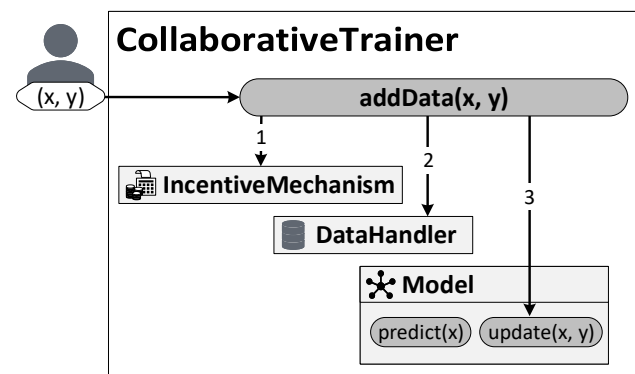 CollaborativeTrainer
(x, y)
addData(x, y)
1
2
3
IncentiveMechanism
DataHandler
Model
predict(x)
update(x, y)